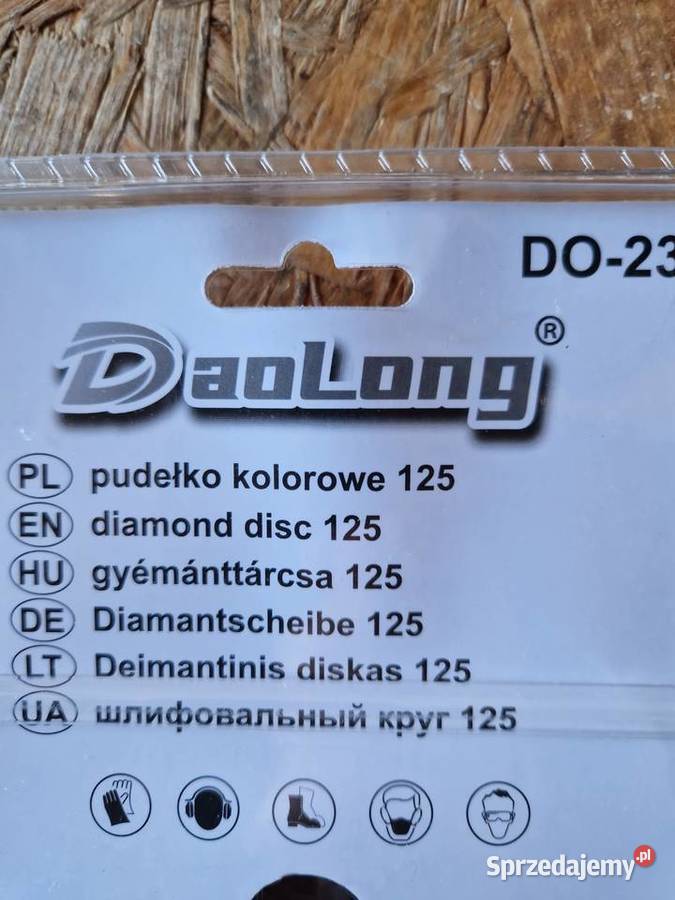 DO-23
DaoLong®
PL pudełko kolorowe 125
EN diamond disc 125
HU gyémánttárcsa 125
DE Diamantscheibe 125
LT Deimantinis diskas 125
UA шлифовальный круг 125
Sprzedajemy.pl